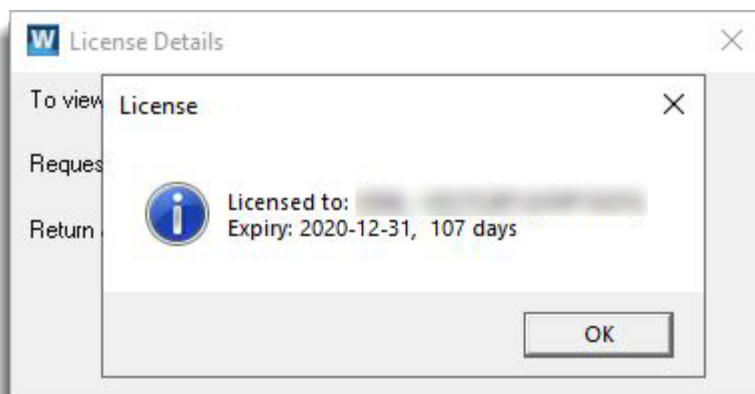 W License Details
To view
License
Reques
Licensed to:
Expiry: 2020-12-31, 107 days
Return
OK